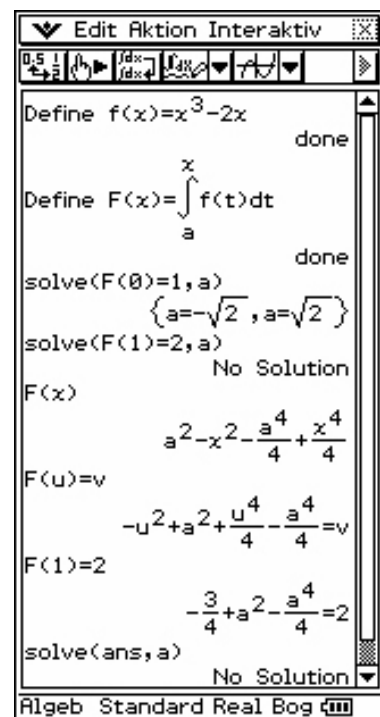 Edit Aktion Interaktiv
Define f(x)=x³-2x
done
Define F(x)=∫ₐˣ f(t)dt
done
solve(F(0)=1,a)
{a=-√2 ,a=√2 }
solve(F(1)=2,a)
No Solution
F(x)
a²-x²-a⁴/4+x⁴/4
F(u)=v
-u²+a²+u⁴/4-a⁴/4=v
F(1)=2
-3/4+a²-a⁴/4=2
solve(ans,a)
No Solution
Algeb Standard Real Bog